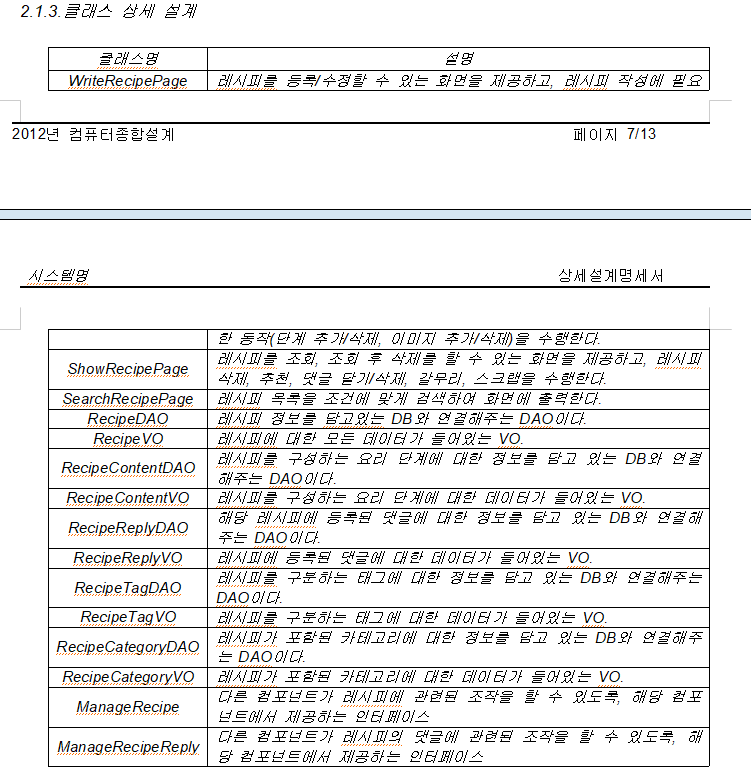 2.1.3.클래스 상세 설계
클래스명 설명
WriteRecipePage 레시피를 등록/수정할 수 있는 화면을 제공하고, 레시피 작성에 필요
2012년 컴퓨터종합설계 페이지 7/13
시스템명 상세설계명세서
한 동작(단계 추가/삭제, 이미지 추가/삭제)을 수행한다.
ShowRecipePage 레시피를 조회, 조회 후 삭제를 할 수 있는 화면을 제공하고, 레시피
삭제, 추천, 댓글 달기/삭제, 갈무리, 스크랩을 수행한다.
SearchRecipePage 레시피 목록을 조건에 맞게 검색하여 화면에 출력한다.
RecipeDAO 레시피 정보를 담고있는 DB와 연결해주는 DAO이다.
RecipeVO 레시피에 대한 모든 데이터가 들어있는 VO.
RecipeContentDAO 레시피를 구성하는 요리 단계에 대한 정보를 담고 있는 DB와 연결
해주는 DAO이다.
RecipeContentVO 레시피를 구성하는 요리 단계에 대한 데이터가 들어있는 VO.
RecipeReplyDAO 해당 레시피에 등록된 댓글에 대한 정보를 담고 있는 DB와 연결해
주는 DAO이다.
RecipeReplyVO 레시피에 등록된 댓글에 대한 데이터가 들어있는 VO.
RecipeTagDAO 레시피를 구분하는 태그에 대한 정보를 담고 있는 DB와 연결해주는
DAO이다.
RecipeTagVO 레시피를 구분하는 태그에 대한 데이터가 들어있는 VO.
RecipeCategoryDAO 레시피가 포함된 카테고리에 대한 정보를 담고 있는 DB와 연결해주
는 DAO이다.
RecipeCategoryVO 레시피가 포함된 카테고리에 대한 데이터가 들어있는 VO.
ManageRecipe 다른 컴포넌트가 레시피에 관련된 조작을 할 수 있도록, 해당 컴포
넌트에서 제공하는 인터페이스
ManageRecipeReply 다른 컴포넌트가 레시피의 댓글에 관련된 조작을 할 수 있도록, 해
당 컴포넌트에서 제공하는 인터페이스